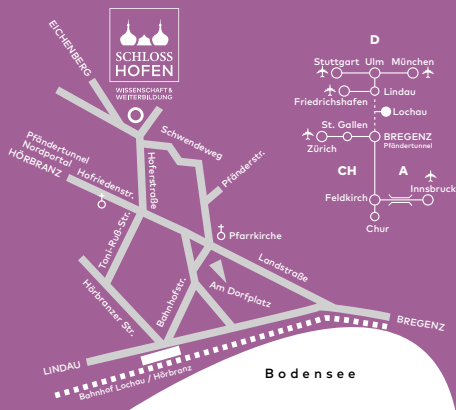 EICHENBERG
SCHLOSS
HOFEN
WISSENSCHAFT &
WEITERBILDUNG
Schwendeweg
Pfänderstr.
Hoferstraße
Pfändertunnel
Nordportal
HÖRBRANZ
Hofriedenstr.
Toni-Ruß-Str.
Pfarrkirche
Landstraße
Am Dorfplatz
Bahnhofstr.
Hörbranzer Str.
LINDAU
Bahnhof Lochau / Hörbranz
BREGENZ
Bodensee
D
Stuttgart Ulm München
Lindau
Friedrichshafen
Lochau
St. Gallen
Zürich
BREGENZ
Pfändertunnel
CH A
Innsbruck
Feldkirch
Chur